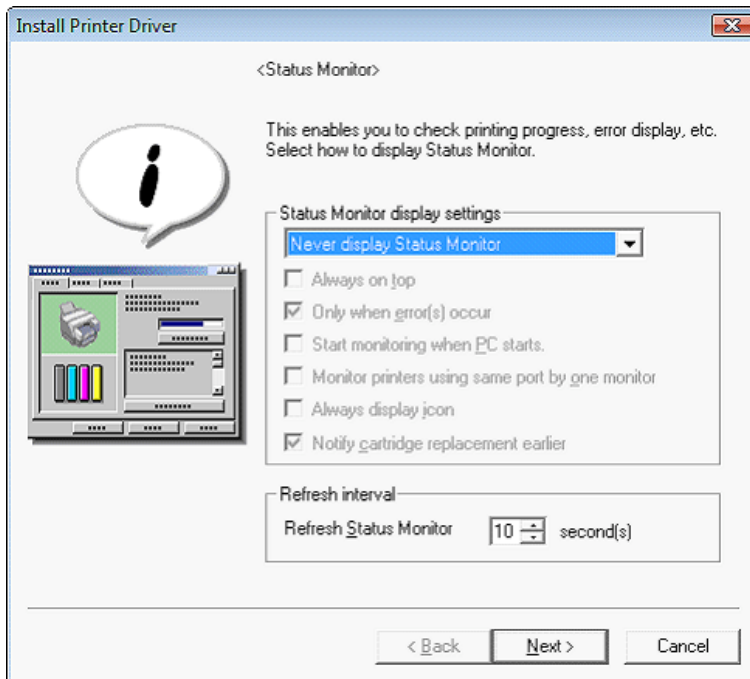 Install Printer Driver
<Status Monitor>
This enables you to check printing progress, error display, etc.
Select how to display Status Monitor.
Status Monitor display settings
Never display Status Monitor
Always on top
Only when error(s) occur
Start monitoring when PC starts.
Monitor printers using same port by one monitor
Always display icon
Notify cartridge replacement earlier
Refresh interval
Refresh Status Monitor 10 second(s)
< Back Next > Cancel